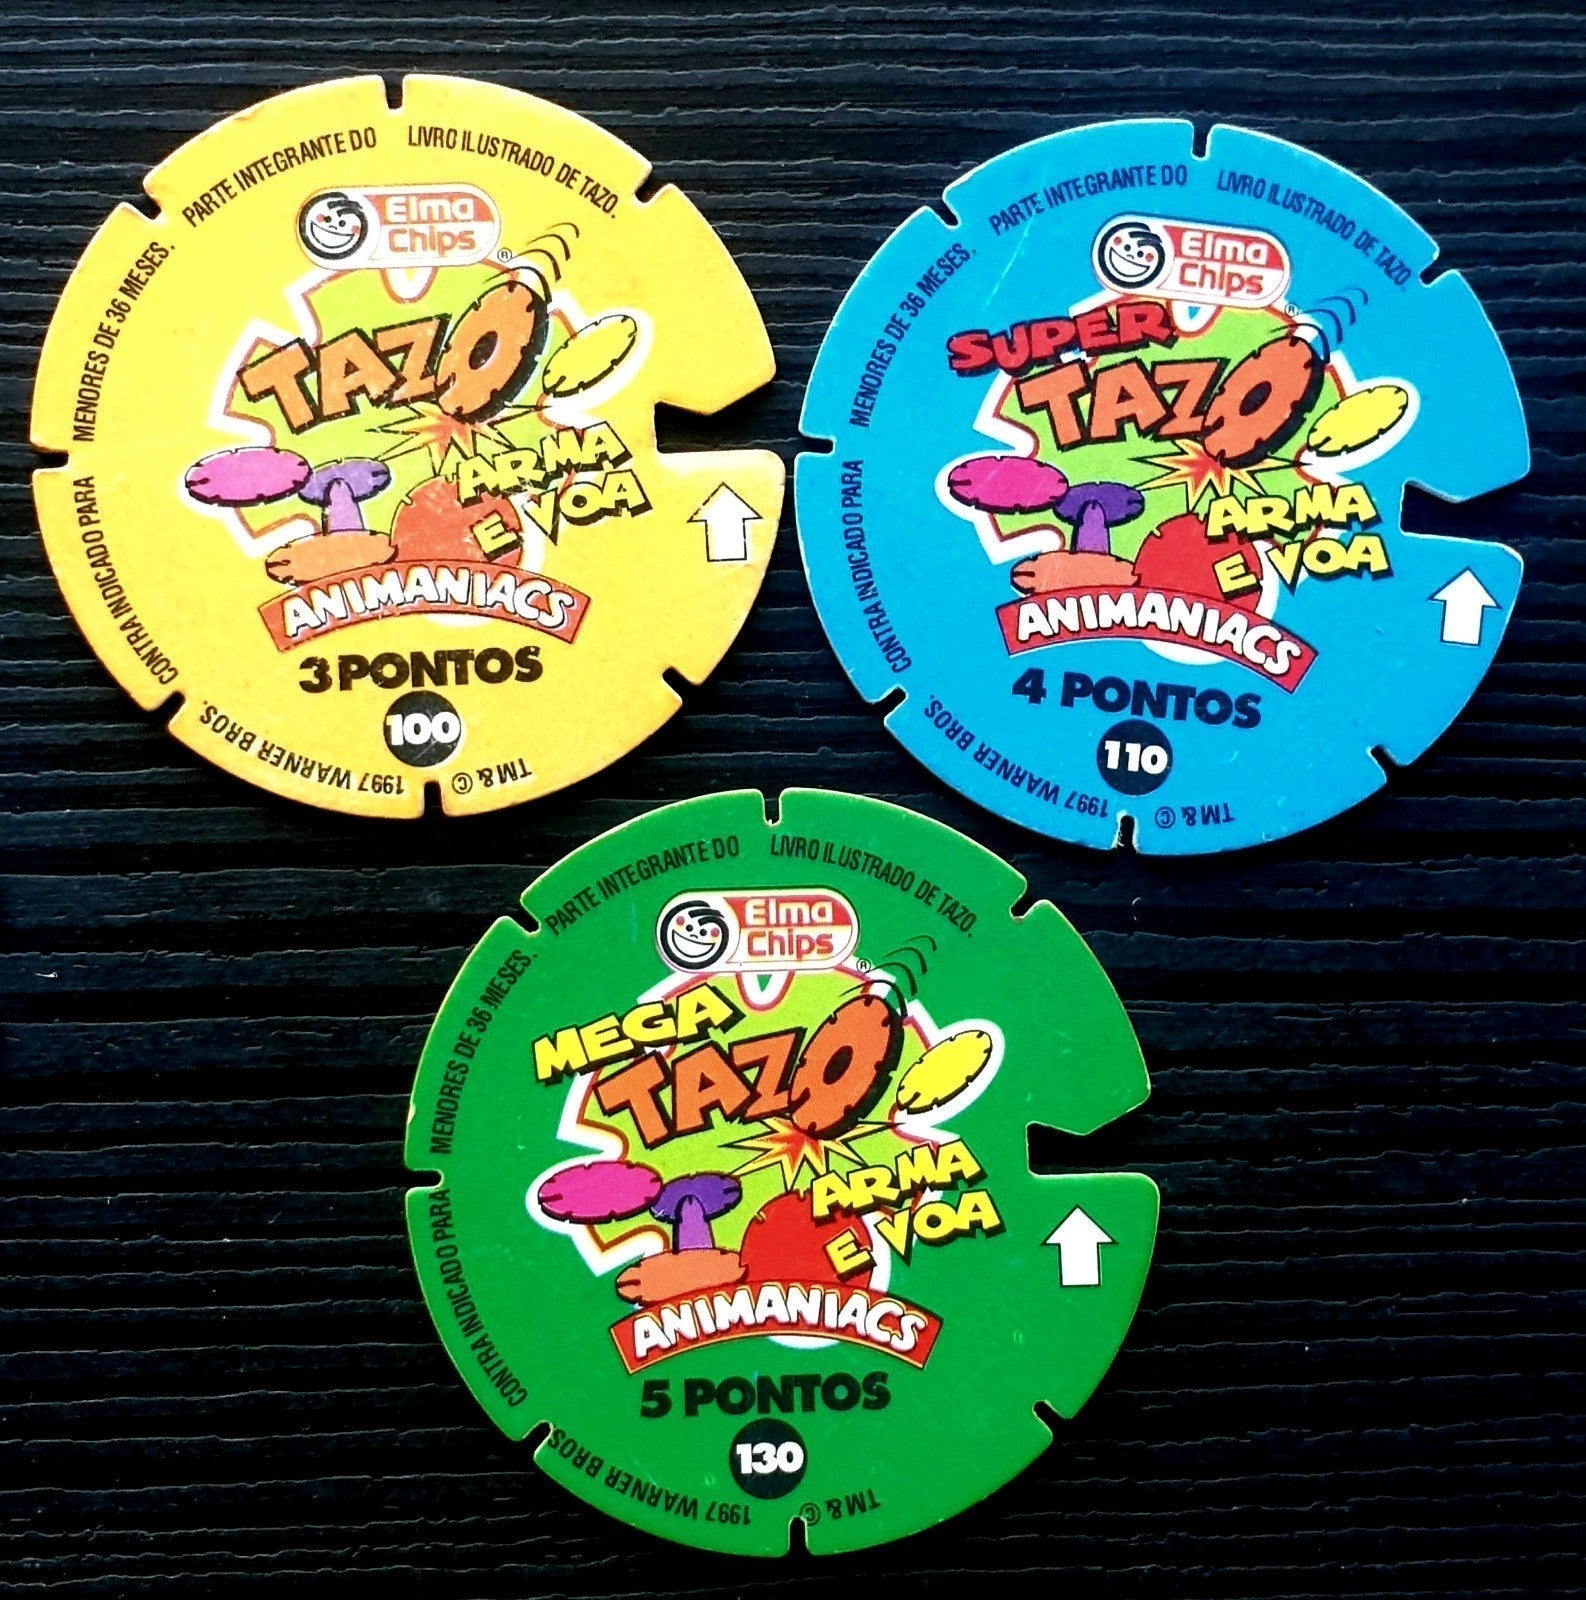 PARTE INTEGRANTE DO LIVRO ILUSTRADO DE TAZO.
CONTRA INDICADO PARA MENORES DE 36 MESES.
Elma
Chips
®
TAZO
ARMA
E VOA
ANIMANIACS
3 PONTOS
100
TM & © 1997 WARNER BROS.
PARTE INTEGRANTE DO LIVRO ILUSTRADO DE TAZO.
CONTRA INDICADO PARA MENORES DE 36 MESES.
Elma
Chips
®
SUPER
TAZO
ARMA
E VOA
ANIMANIACS
4 PONTOS
110
TM & © 1997 WARNER BROS.
PARTE INTEGRANTE DO LIVRO ILUSTRADO DE TAZO.
CONTRA INDICADO PARA MENORES DE 36 MESES.
Elma
Chips
®
MEGA
TAZO
ARMA
E VOA
ANIMANIACS
5 PONTOS
130
TM & © 1997 WARNER BROS.